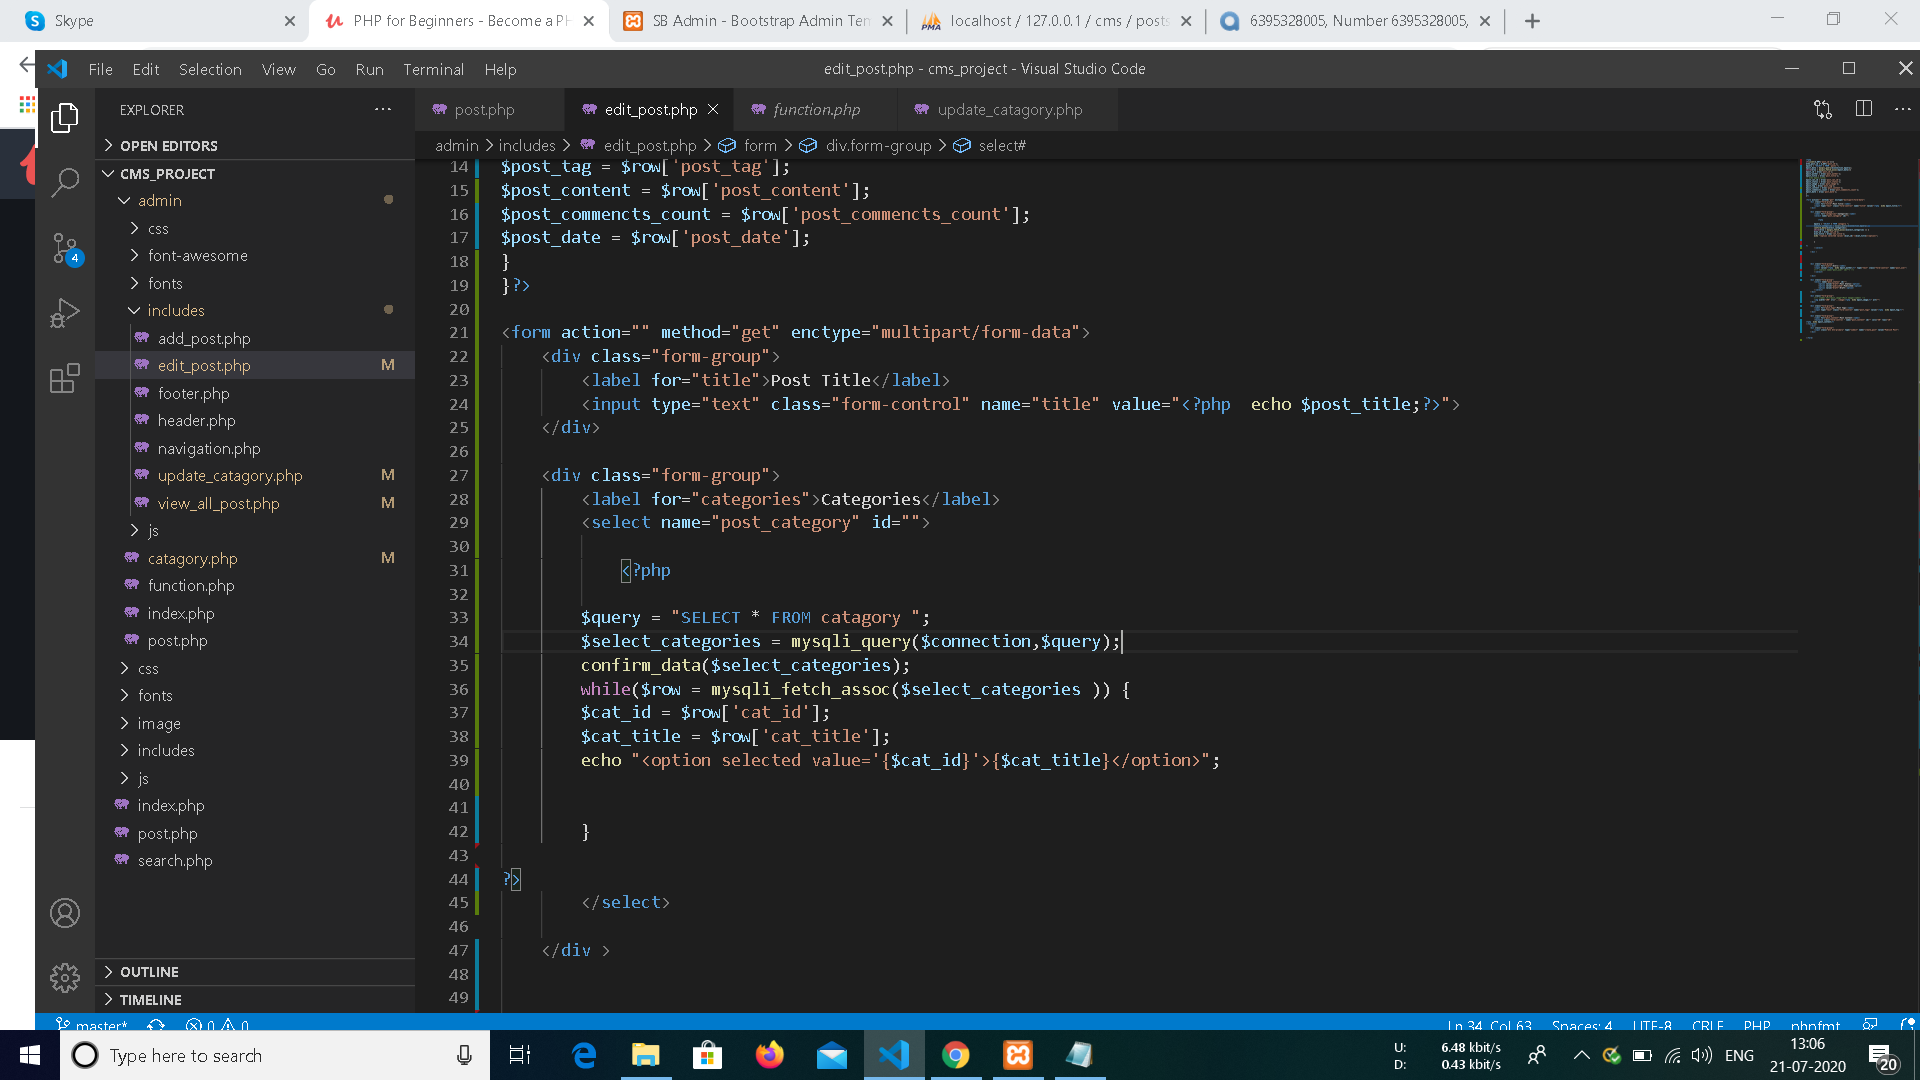 Skype
PHP for Beginners - Become a PH
SB Admin - Bootstrap Admin Tem
localhost / 127.0.0.1 / cms / posts
6395328005, Number 6395328005,
File Edit Selection View Go Run Terminal Help
edit_post.php - cms_project - Visual Studio Code
EXPLORER
post.php
edit_post.php
function.php
update_catagory.php
OPEN EDITORS
admin > includes > edit_post.php > form > div.form-group > select#
CMS_PROJECT
admin
css
font-awesome
fonts
includes
add_post.php
edit_post.php M
footer.php
header.php
navigation.php
update_catagory.php M
view_all_post.php M
js
catagory.php M
function.php
index.php
post.php
css
fonts
image
includes
js
index.php
post.php
search.php
OUTLINE
TIMELINE
4
14 $post_tag = $row['post_tag'];
15 $post_content = $row['post_content'];
16 $post_commencts_count = $row['post_commencts_count'];
17 $post_date = $row['post_date'];
18 }
19 }?>
20
21 <form action="" method="get" enctype="multipart/form-data">
22 <div class="form-group">
23 <label for="title">Post Title</label>
24 <input type="text" class="form-control" name="title" value="<?php  echo $post_title;?>">
25 </div>
26
27 <div class="form-group">
28 <label for="categories">Categories</label>
29 <select name="post_category" id="">
30
31 <?php
32
33 $query = "SELECT * FROM catagory ";
34 $select_categories = mysqli_query($connection,$query);
35 confirm_data($select_categories);
36 while($row = mysqli_fetch_assoc($select_categories )) {
37 $cat_id = $row['cat_id'];
38 $cat_title = $row['cat_title'];
39 echo "<option selected value='{$cat_id}'>{$cat_title}</option>";
40
41
42 }
43
44 ?>
45 </select>
46
47 </div >
48
49
master* 0 0
Ln 34, Col 63 Spaces: 4 UTF-8 CRLF PHP phpfmt
Type here to search
U: 6.48 kbit/s
D: 0.43 kbit/s
ENG
13:06
21-07-2020
20